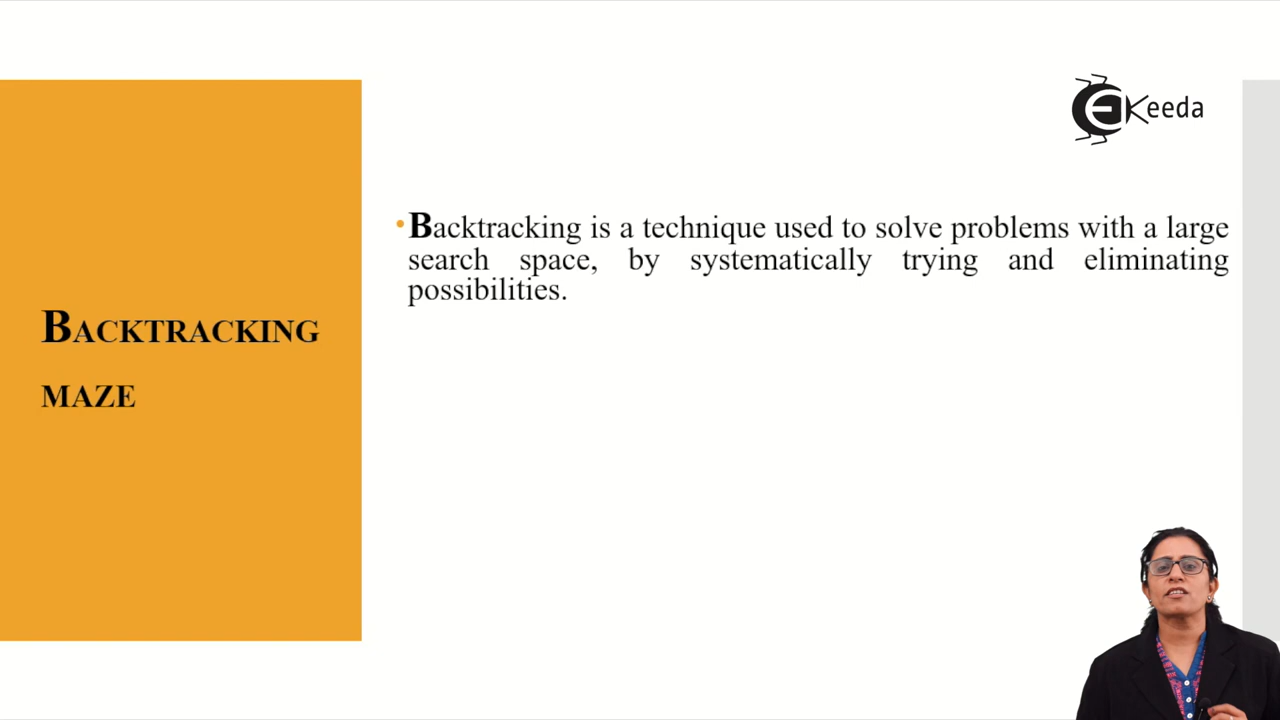 EKeeda
•Backtracking is a technique used to solve problems with a large
search space, by systematically trying and eliminating
possibilities.
BACKTRACKING
MAZE